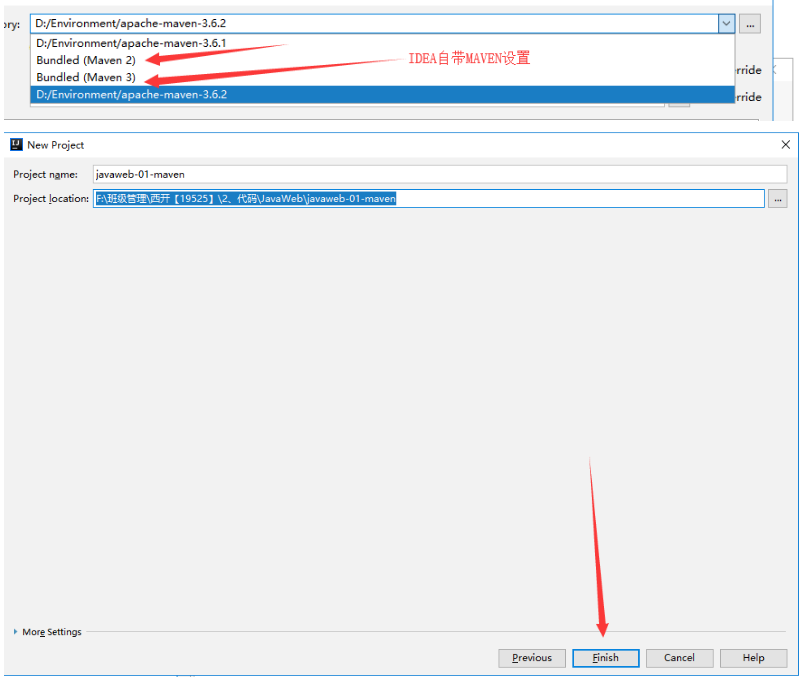 ory: D:/Environment/apache-maven-3.6.2 ...
D:/Environment/apache-maven-3.6.1
Bundled (Maven 2)
IDEA自带MAVEN设置
Bundled (Maven 3)
rride
D:/Environment/apache-maven-3.6.2
rride
New Project
Project name: javaweb-01-maven
Project location: F:\班级管理\西开【19525】\2、代码\JavaWeb\javaweb-01-maven ...
More Settings
Previous Finish Cancel Help